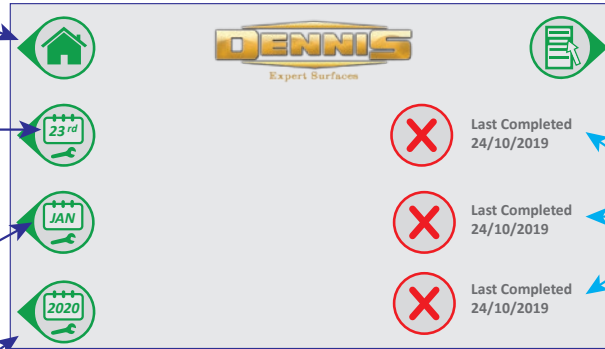 DENNIS
Expert Surfaces
23rd
Last Completed
24/10/2019
JAN
Last Completed
24/10/2019
2020
Last Completed
24/10/2019